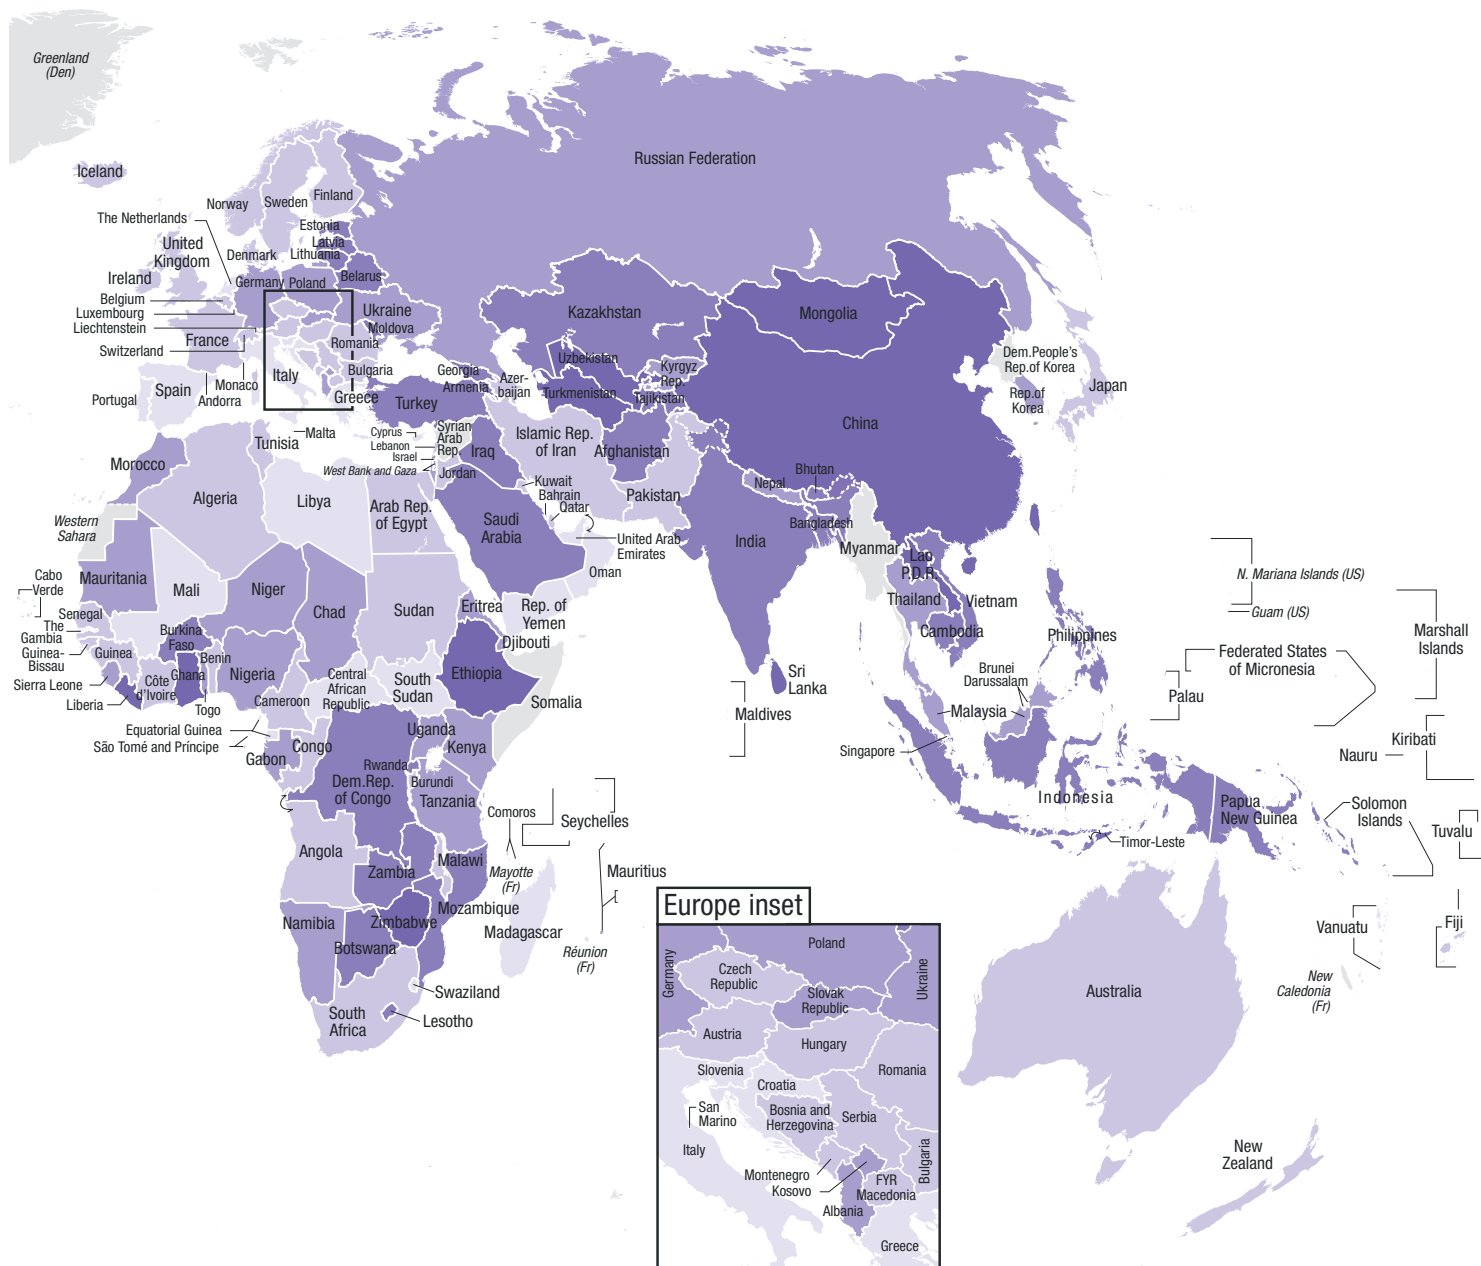 Greenland
(Den)
Iceland
Norway
Sweden
Finland
Russian Federation
The Netherlands
Estonia
Latvia
Lithuania
United
Kingdom
Denmark
Ireland
Germany
Poland
Belarus
Belgium
Luxembourg
Liechtenstein
Ukraine
Moldova
Romania
France
Switzerland
Kazakhstan
Mongolia
Uzbekistan
Kyrgyz
Rep.
Dem.People's
Rep.of Korea
Rep.of
Korea
Japan
Italy
Bulgaria
Georgia
Armenia
Azer-
baijan
Spain
Monaco
Andorra
Portugal
Greece
Turkey
Turkmenistan
Tajikistan
China
Malta
Tunisia
Cyprus
Lebanon
Israel
West Bank and Gaza
Syrian
Arab
Rep.
Iraq
Jordan
Islamic Rep.
of Iran
Afghanistan
Morocco
Algeria
Libya
Arab Rep.
of Egypt
Kuwait
Bahrain
Qatar
Pakistan
Nepal
Bhutan
Bangladesh
Western
Sahara
Saudi
Arabia
United Arab
Emirates
Oman
India
Myanmar
Lao
P.D.R.
Thailand
Vietnam
Cambodia
Philippines
N. Mariana Islands (US)
Guam (US)
Cabo
Verde
Mauritania
Mali
Niger
Chad
Sudan
Eritrea
Rep. of
Yemen
Djibouti
Senegal
The
Gambia
Guinea-
Bissau
Guinea
Burkina
Faso
Benin
Ghana
Côte
d'Ivoire
Nigeria
Sierra Leone
Liberia
Togo
Cameroon
Central
African
Republic
South
Sudan
Ethiopia
Somalia
Sri
Lanka
Maldives
Brunei
Darussalam
Malaysia
Singapore
Federated States
of Micronesia
Palau
Marshall
Islands
Equatorial Guinea
São Tomé and Príncipe
Gabon
Congo
Uganda
Kenya
Rwanda
Burundi
Dem.Rep.
of Congo
Tanzania
Nauru
Kiribati
Indonesia
Papua
New Guinea
Timor-Leste
Solomon
Islands
Tuvalu
Comoros
Seychelles
Angola
Malawi
Zambia
Mayotte
(Fr)
Mauritius
Mozambique
Madagascar
Zimbabwe
Namibia
Botswana
Réunion
(Fr)
Swaziland
Lesotho
South
Africa
Vanuatu
Fiji
New
Caledonia
(Fr)
Australia
New
Zealand
Europe inset
Germany
Poland
Ukraine
Czech
Republic
Slovak
Republic
Austria
Hungary
Romania
Slovenia
Croatia
San
Marino
Bosnia and
Herzegovina
Serbia
Italy
Bulgaria
Montenegro
Kosovo
FYR
Macedonia
Albania
Greece